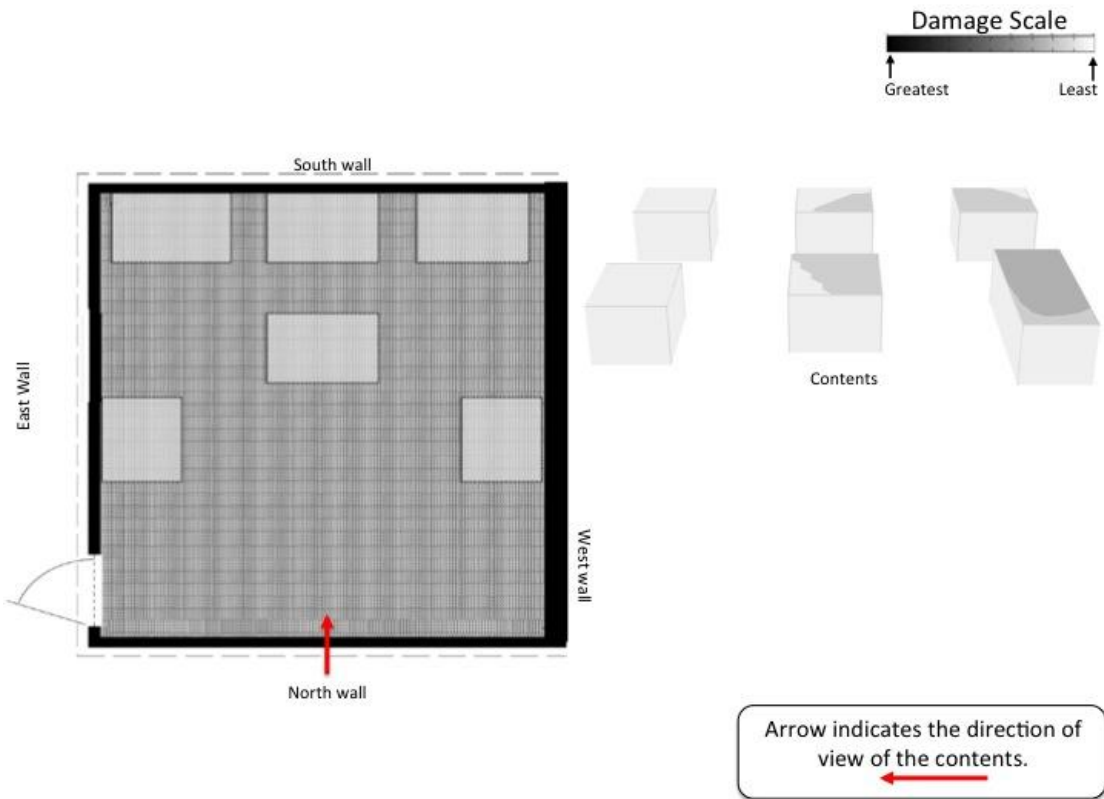 Damage Scale
Greatest
Least
South wall
East Wall
Contents
West wall
North wall
Arrow indicates the direction of
view of the contents.